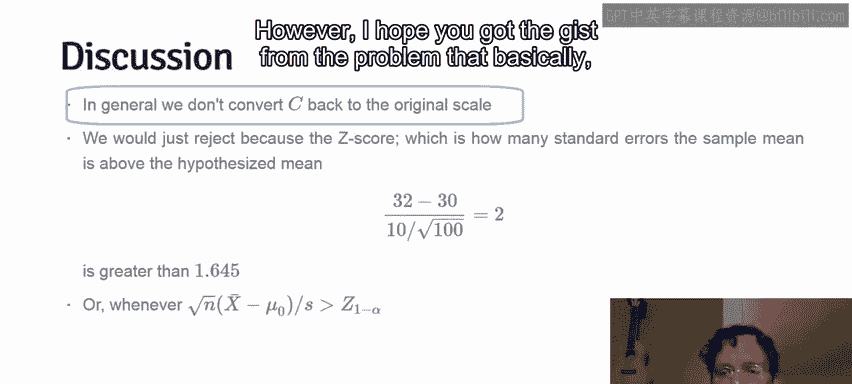 GPT中英字幕课程资源@bilibili.com
However, I hope you got the gist
from the problem that basically,
Discussion
· In general we don't convert C back to the original scale
· We would just reject because the Z-score; which is how many standard errors the sample mean
is above the hypothesized mean
32 − 30
10/√100
= 2
is greater than 1.645
· Or, whenever √n(X̄ − μ₀)/s > Z₁₋α